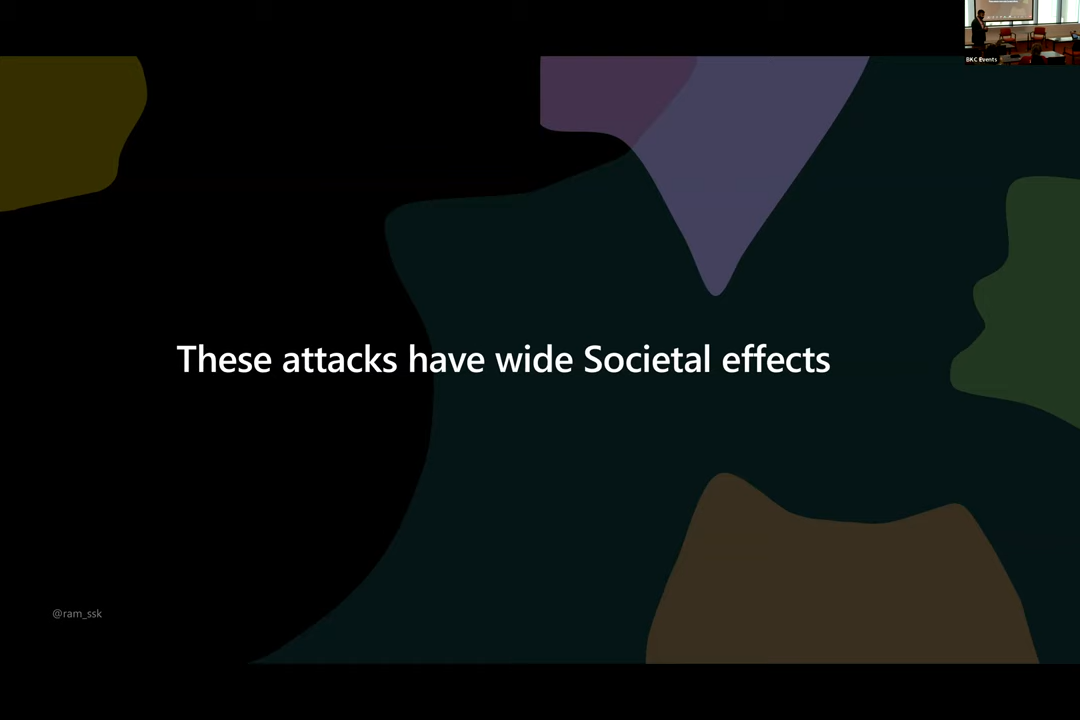 BKC Events
These attacks have wide Societal effects
@ram_ssk